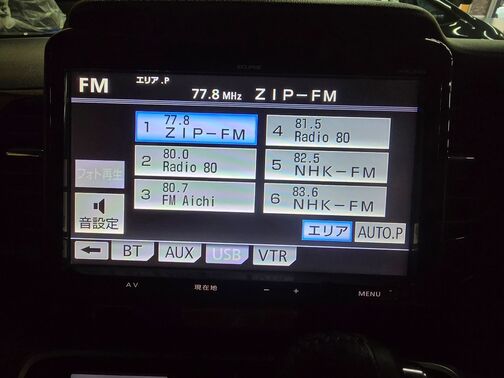 ECLIPSE
FM
エリア.P
77.8 MHz ZIP-FM
1 77.8 ZIP-FM
4 81.5 Radio 80
2 80.0 Radio 80
5 82.5 NHK-FM
3 80.7 FM Aichi
6 83.6 NHK-FM
フォト再生
音設定
エリア
AUTO.P
BT
AUX
USB
VTR
AV
現在地
− +
MENU